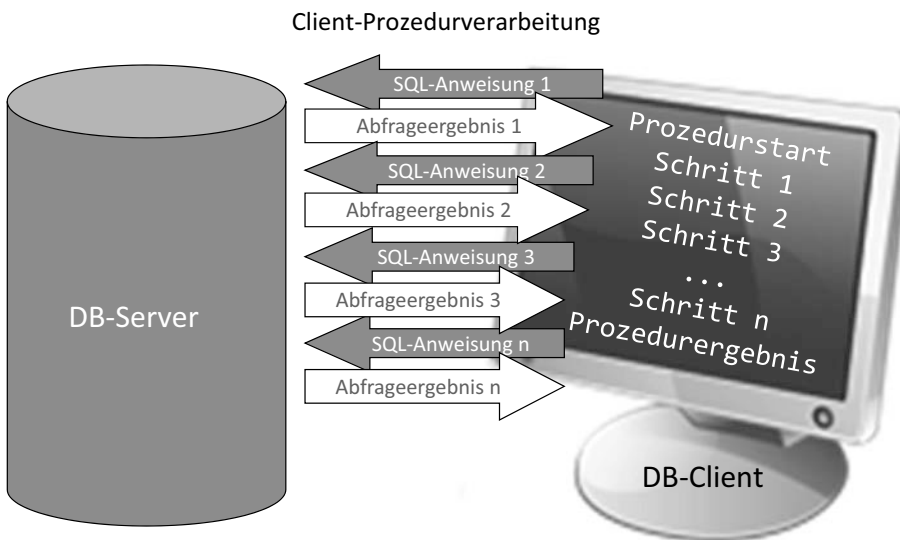 Client-Prozedurverarbeitung
SQL-Anweisung 1
Abfrageergebnis 1
SQL-Anweisung 2
Abfrageergebnis 2
SQL-Anweisung 3
Abfrageergebnis 3
SQL-Anweisung n
Abfrageergebnis n
DB-Server
Prozedurstart
Schritt 1
Schritt 2
Schritt 3
...
Schritt n
Prozedurergebnis
DB-Client